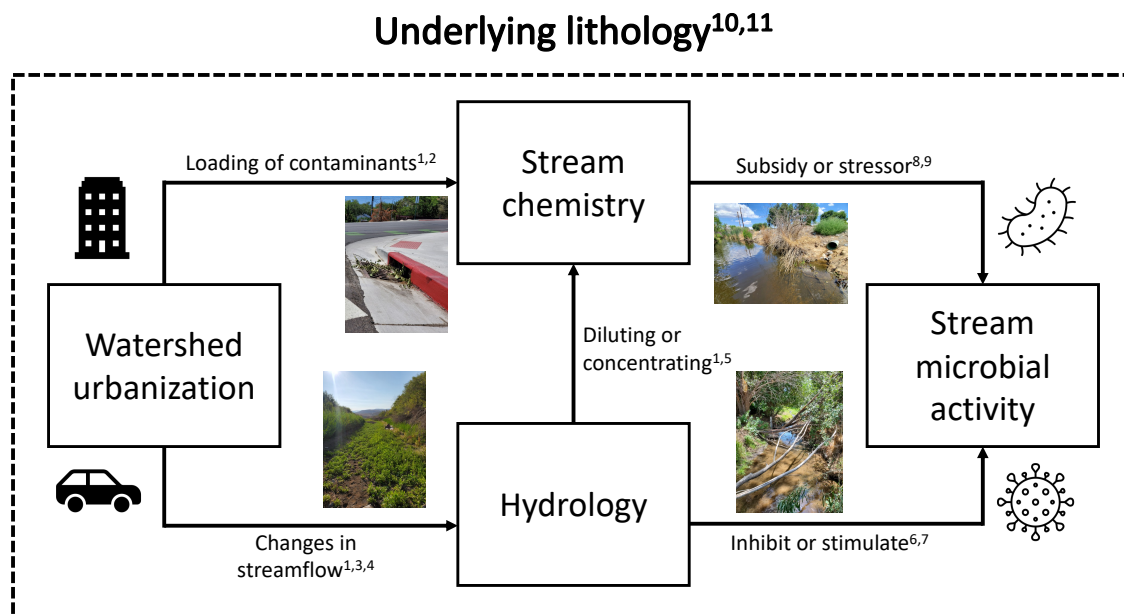 Underlying lithology10,11
Loading of contaminants1,2
Stream
chemistry
Subsidy or stressor8,9
Watershed
urbanization
Diluting or
concentrating1,5
Stream
microbial
activity
Hydrology
Changes in
streamflow1,3,4
Inhibit or stimulate6,7